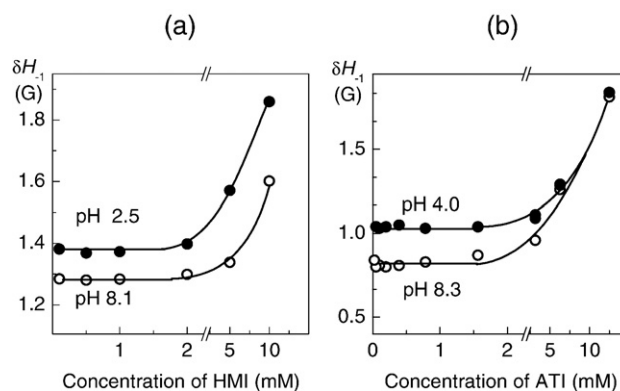 (a)
(b)
δH₋₁
(G)
1.8
1.6
1.4
1.2
pH 2.5
pH 8.1
1
2
5
10
Concentration of HMI (mM)
δH₋₁
(G)
1.5
1.0
0.5
pH 4.0
pH 8.3
0
1
2
5
10
Concentration of ATI (mM)